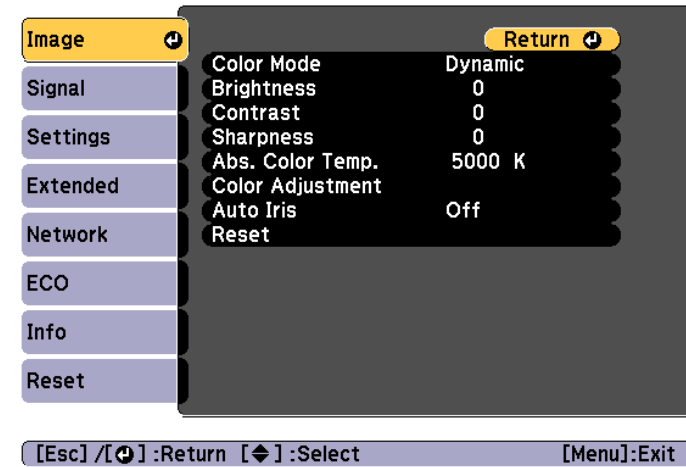 Image
Signal
Settings
Extended
Network
ECO
Info
Reset
Return
Color Mode Dynamic
Brightness 0
Contrast 0
Sharpness 0
Abs. Color Temp. 5000 K
Color Adjustment
Auto Iris Off
Reset
[Esc] /[⏎] :Return [◆] :Select [Menu]:Exit